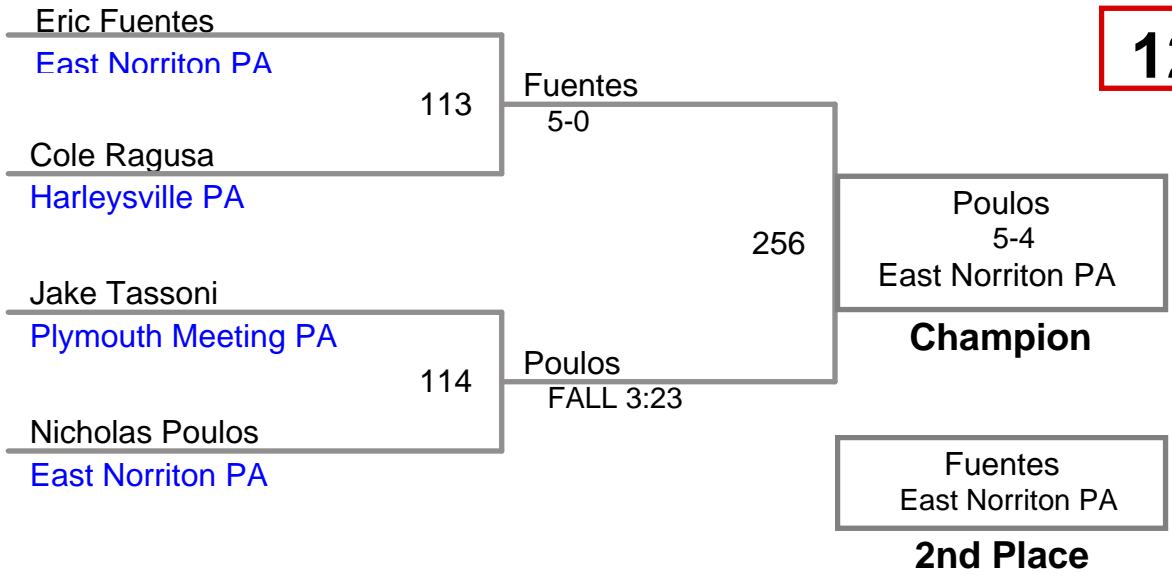 Eric Fuentes
East Norriton PA
113
Cole Ragusa
Harleysville PA
Fuentes
5-0
Jake Tassoni
Plymouth Meeting PA
114
Nicholas Poulos
East Norriton PA
Poulos
FALL 3:23
256
Poulos
5-4
East Norriton PA
Champion
Fuentes
East Norriton PA
2nd Place